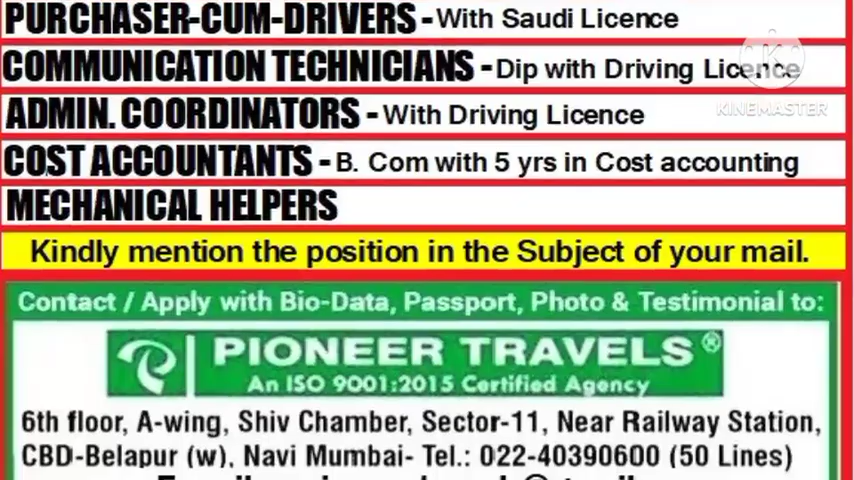 PURCHASER-CUM-DRIVERS - With Saudi Licence
COMMUNICATION TECHNICIANS - Dip with Driving Licence
KINEMASTER
ADMIN. COORDINATORS - With Driving Licence
COST ACCOUNTANTS - B. Com with 5 yrs in Cost accounting
MECHANICAL HELPERS
Kindly mention the position in the Subject of your mail.
Contact / Apply with Bio-Data, Passport, Photo & Testimonial to:
PIONEER TRAVELS®
An ISO 9001:2015 Certified Agency
6th floor, A-wing, Shiv Chamber, Sector-11, Near Railway Station,
CBD-Belapur (w), Navi Mumbai- Tel.: 022-40390600 (50 Lines)